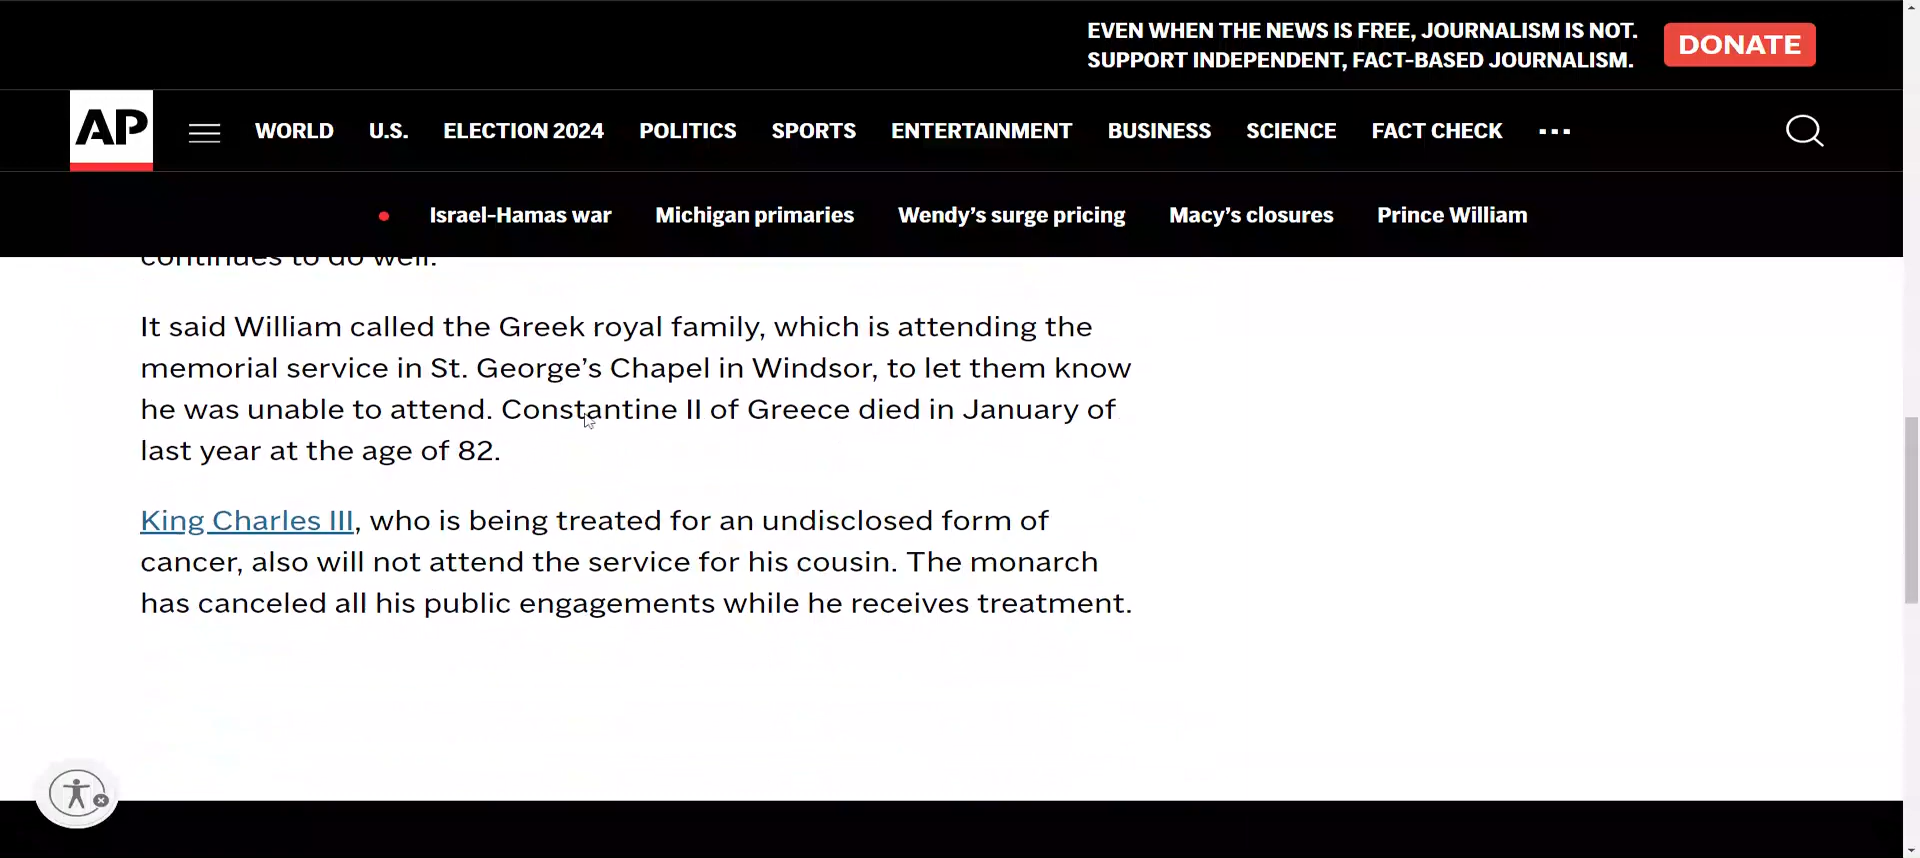 EVEN WHEN THE NEWS IS FREE, JOURNALISM IS NOT.
SUPPORT INDEPENDENT, FACT-BASED JOURNALISM.
DONATE
AP
WORLD U.S. ELECTION 2024 POLITICS SPORTS ENTERTAINMENT BUSINESS SCIENCE FACT CHECK
Israel-Hamas war Michigan primaries Wendy’s surge pricing Macy’s closures Prince William
continues to do well.
It said William called the Greek royal family, which is attending the
memorial service in St. George’s Chapel in Windsor, to let them know
he was unable to attend. Constantine II of Greece died in January of
last year at the age of 82.
King Charles III, who is being treated for an undisclosed form of
cancer, also will not attend the service for his cousin. The monarch
has canceled all his public engagements while he receives treatment.